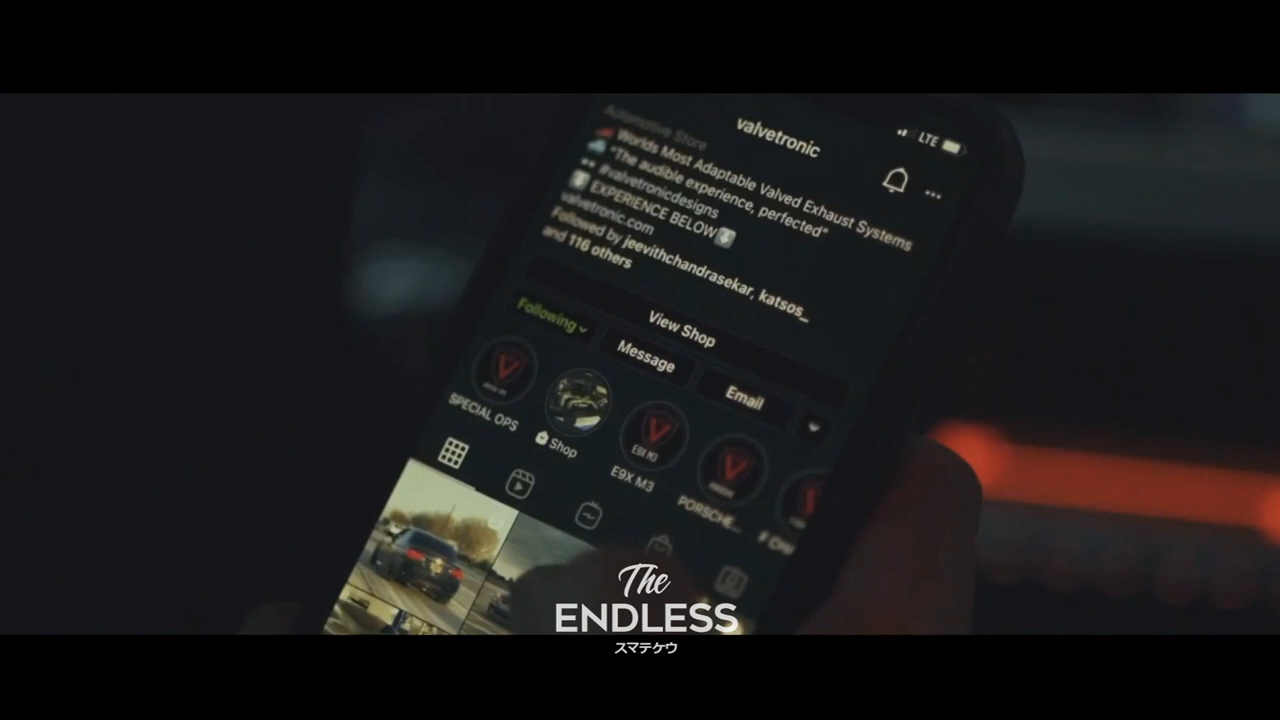 valvetronic
LTE
Automotive Store
Worlds Most Adaptable Valved Exhaust Systems
"The audible experience, perfected"
#valvetronicdesigns
EXPERIENCE BELOW
valvetronic.com
Followed by jeevithchandrasekar, katsos_
and 116 others
View Shop
Following
Message
Email
SPECIAL OPS
Shop
E9X M3
E9X M3
PORSCHE...
The
ENDLESS
スマテケウ